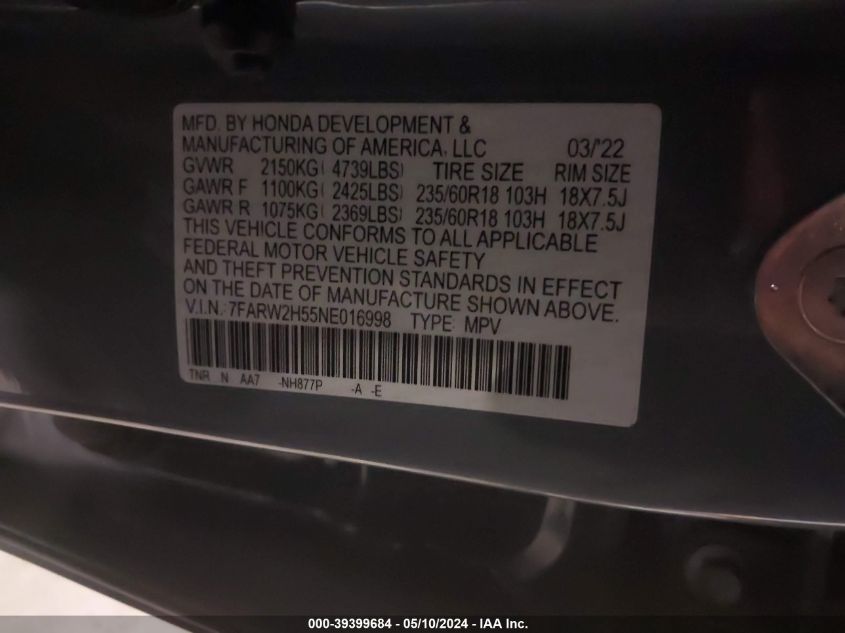 MFD. BY HONDA DEVELOPMENT &
MANUFACTURING OF AMERICA, LLC 03/'22
GVWR 2150KG( 4739LBS) TIRE SIZE RIM SIZE
GAWR F 1100KG( 2425LBS) 235/60R18 103H 18X7.5J
GAWR R 1075KG( 2369LBS) 235/60R18 103H 18X7.5J
THIS VEHICLE CONFORMS TO ALL APPLICABLE
FEDERAL MOTOR VEHICLE SAFETY
AND THEFT PREVENTION STANDARDS IN EFFECT
ON THE DATE OF MANUFACTURE SHOWN ABOVE.
V.I.N.: 7FARW2H55NE016998 TYPE: MPV
TNR N AA7 -NH877P -A -E
000-39399684 - 05/10/2024 - IAA Inc.